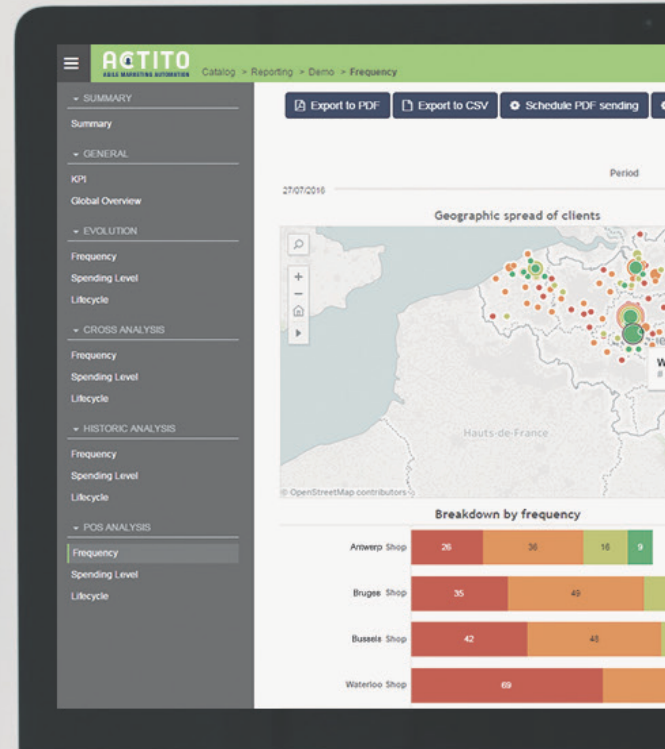 ACTITO
AGILE MARKETING AUTOMATION
Catalog > Reporting > Demo > Frequency
SUMMARY
Summary
GENERAL
KPI
Global Overview
EVOLUTION
Frequency
Spending Level
Lifecycle
CROSS ANALYSIS
Frequency
Spending Level
Lifecycle
HISTORIC ANALYSIS
Frequency
Spending Level
Lifecycle
POS ANALYSIS
Frequency
Spending Level
Lifecycle
Export to PDF
Export to CSV
Schedule PDF sending
Period
27/07/2016
Geographic spread of clients
Hauts-de-France
© OpenStreetMap contributors
Breakdown by frequency
Antwerp Shop 26 36 16 9
Bruges Shop 35 49
Bussels Shop 42 48
Waterloo Shop 69